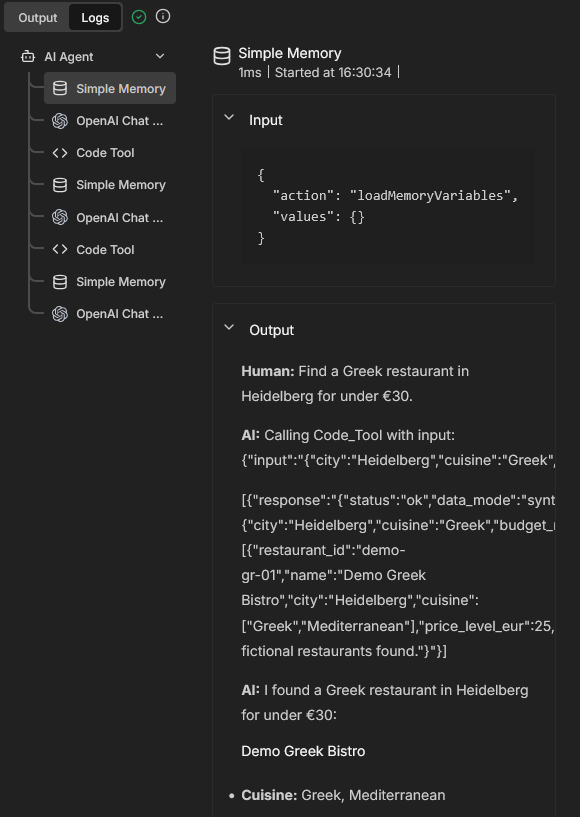 Output Logs
AI Agent
Simple Memory
OpenAI Chat ...
Code Tool
Simple Memory
OpenAI Chat ...
Code Tool
Simple Memory
OpenAI Chat ...
Simple Memory
1ms | Started at 16:30:34 |
Input
{
"action": "loadMemoryVariables",
"values": {}
}
Output
Human: Find a Greek restaurant in
Heidelberg for under €30.
AI: Calling Code_Tool with input:
{"input":"{"city":"Heidelberg","cuisine":"Greek",
[{"response":"{"status":"ok","data_mode":"synt
{"city":"Heidelberg","cuisine":"Greek","budget_
[{"restaurant_id":"demo-
gr-01","name":"Demo Greek
Bistro","city":"Heidelberg","cuisine":
["Greek","Mediterranean"],"price_level_eur":25,
fictional restaurants found."}"}]
AI: I found a Greek restaurant in Heidelberg
for under €30:
Demo Greek Bistro
• Cuisine: Greek, Mediterranean